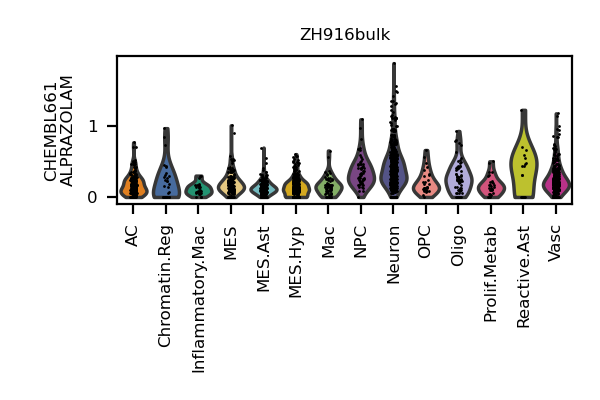 ZH916bulk
CHEMBL661
ALPRAZOLAM
1
0
AC
Chromatin.Reg
Inflammatory.Mac
MES
MES.Ast
MES.Hyp
Mac
NPC
Neuron
OPC
Oligo
Prolif.Metab
Reactive.Ast
Vasc